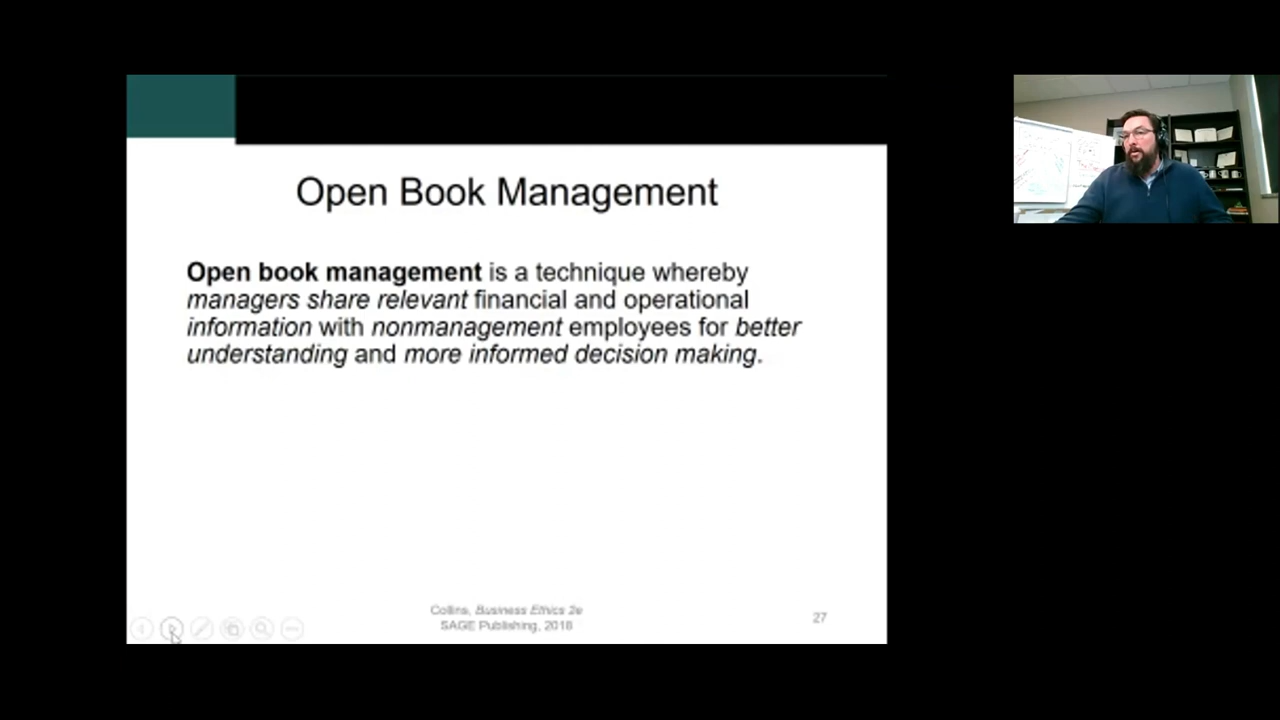 Open Book Management
Open book management is a technique whereby
managers share relevant financial and operational
information with nonmanagement employees for better
understanding and more informed decision making.
Collins, Business Ethics 2e
SAGE Publishing, 2018
27